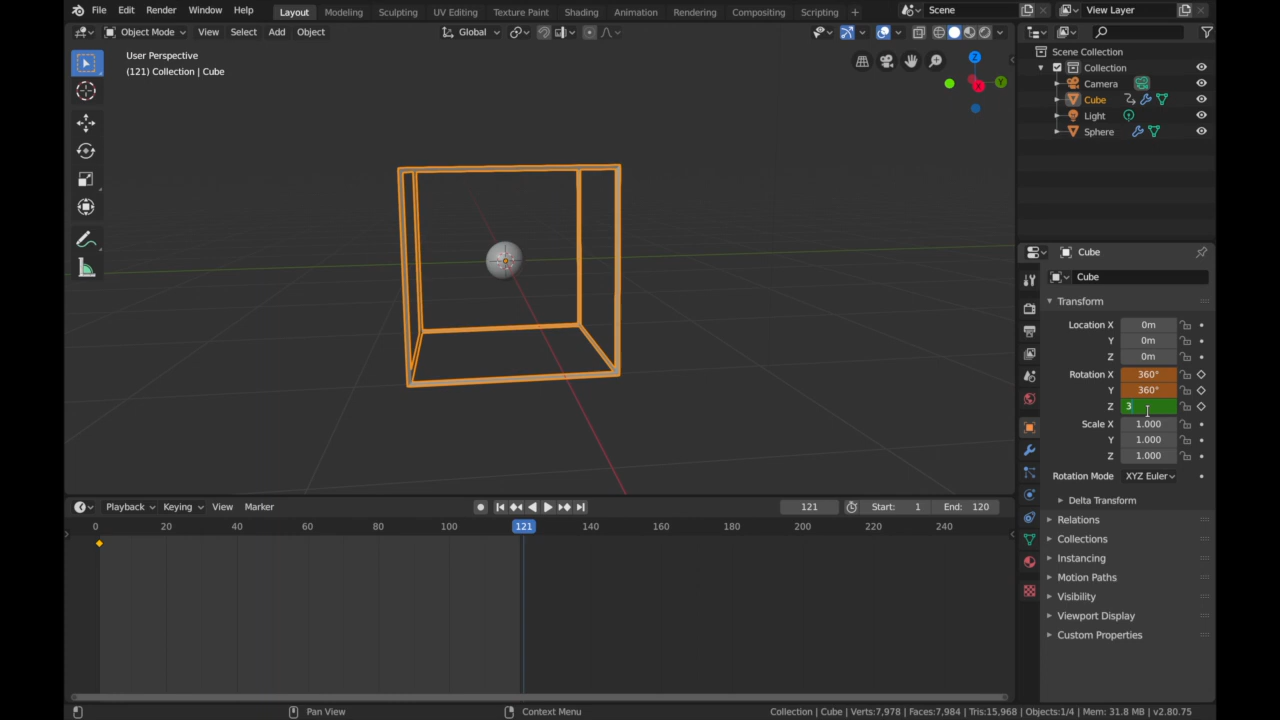 File Edit Render Window Help Layout Modeling Sculpting UV Editing Texture Paint Shading Animation Rendering Compositing Scripting + Scene View Layer
Object Mode View Select Add Object Global
User Perspective
(121) Collection | Cube
X Y Z
Scene Collection
Collection
Camera
Cube
Light
Sphere
Cube
Cube
Transform
Location X 0m
Y 0m
Z 0m
Rotation X 360°
Y 360°
Z 3
Scale X 1.000
Y 1.000
Z 1.000
Rotation Mode XYZ Euler
Delta Transform
Relations
Collections
Instancing
Motion Paths
Visibility
Viewport Display
Custom Properties
Playback Keying View Marker 121 Start: 1 End: 120
0 20 40 60 80 100 121 140 160 180 200 220 240
Pan View Context Menu Collection | Cube | Verts:7,978 | Faces:7,984 | Tris:15,968 | Objects:1/4 | Mem: 31.8 MB | v2.80.75